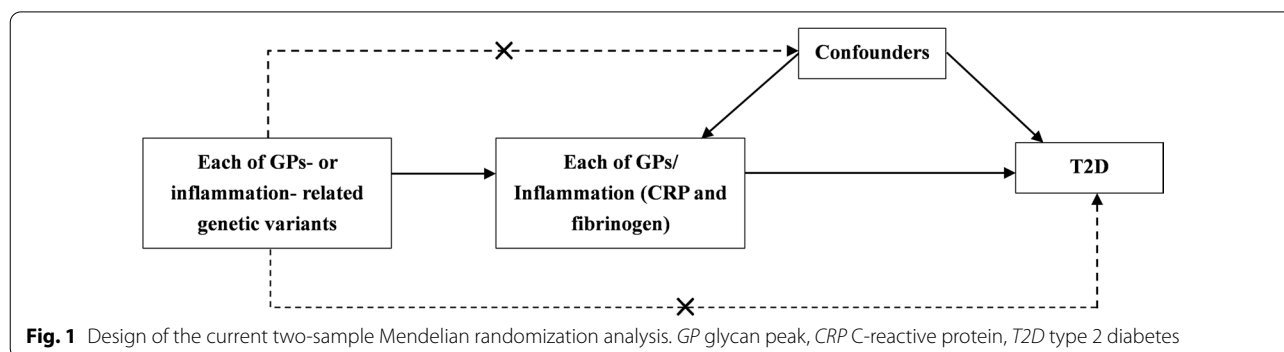 Confounders
Each of GPs- or
inflammation- related
genetic variants
Each of GPs/
Inflammation (CRP and
fibrinogen)
T2D
Fig. 1 Design of the current two-sample Mendelian randomization analysis. GP glycan peak, CRP C-reactive protein, T2D type 2 diabetes